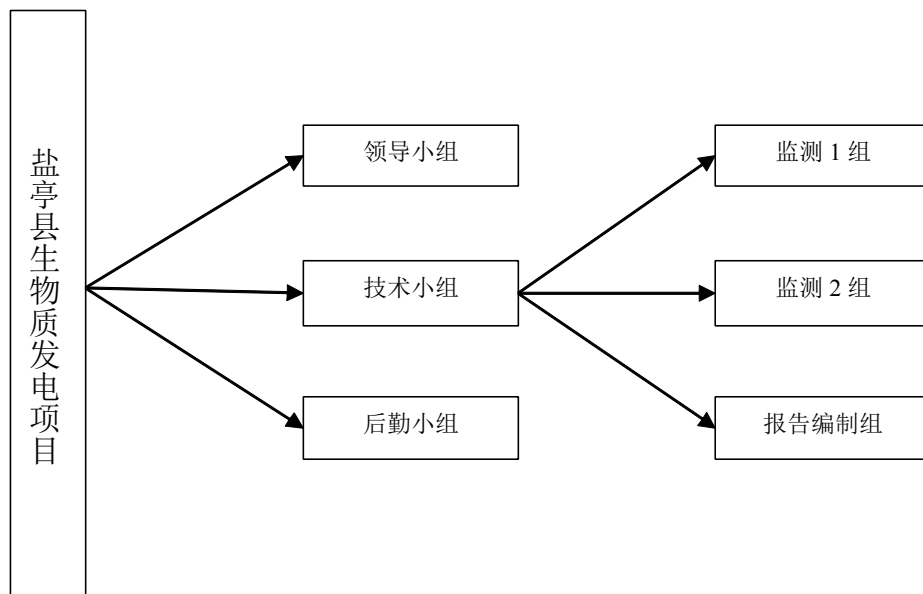 盐亭县生物质发电项目
领导小组
技术小组
后勤小组
监测 1 组
监测 2 组
报告编制组